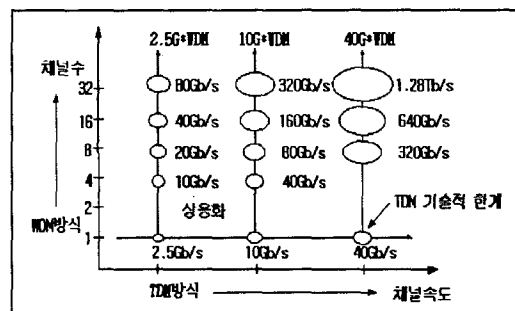 2.5G*WDM 10G*WDM 40G*WDM
채널수
32 80Gb/s 320Gb/s 1.28Tb/s
16 40Gb/s 160Gb/s 640Gb/s
8 20Gb/s 80Gb/s 320Gb/s
4 10Gb/s 40Gb/s
2 상용화 TDM 기술적 한계
WDM방식
1
2.5Gb/s 10Gb/s 40Gb/s
TDM방식 채널속도